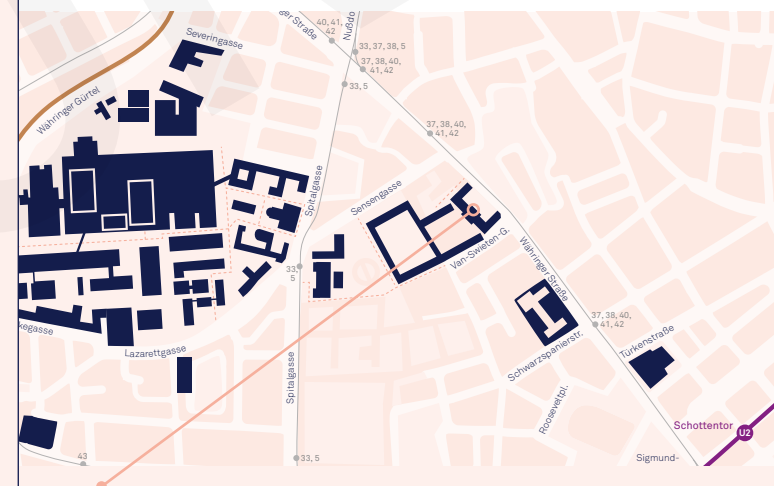 ger Straße
Nußdo
40, 41,
42
Severingasse
33, 37, 38, 5
37, 38, 40,
41, 42
33, 5
Währinger Gürtel
37, 38, 40,
41, 42
Spitalgasse
Sensengasse
Van-Swieten-G.
Währinger Straße
33,
5
37, 38, 40,
41, 42
kegasse
Türkenstraße
Lazarettgasse
Schwarzspanierstr.
Spitalgasse
Rooseveltpl.
Schottentor
U2
43
33, 5
Sigmund-